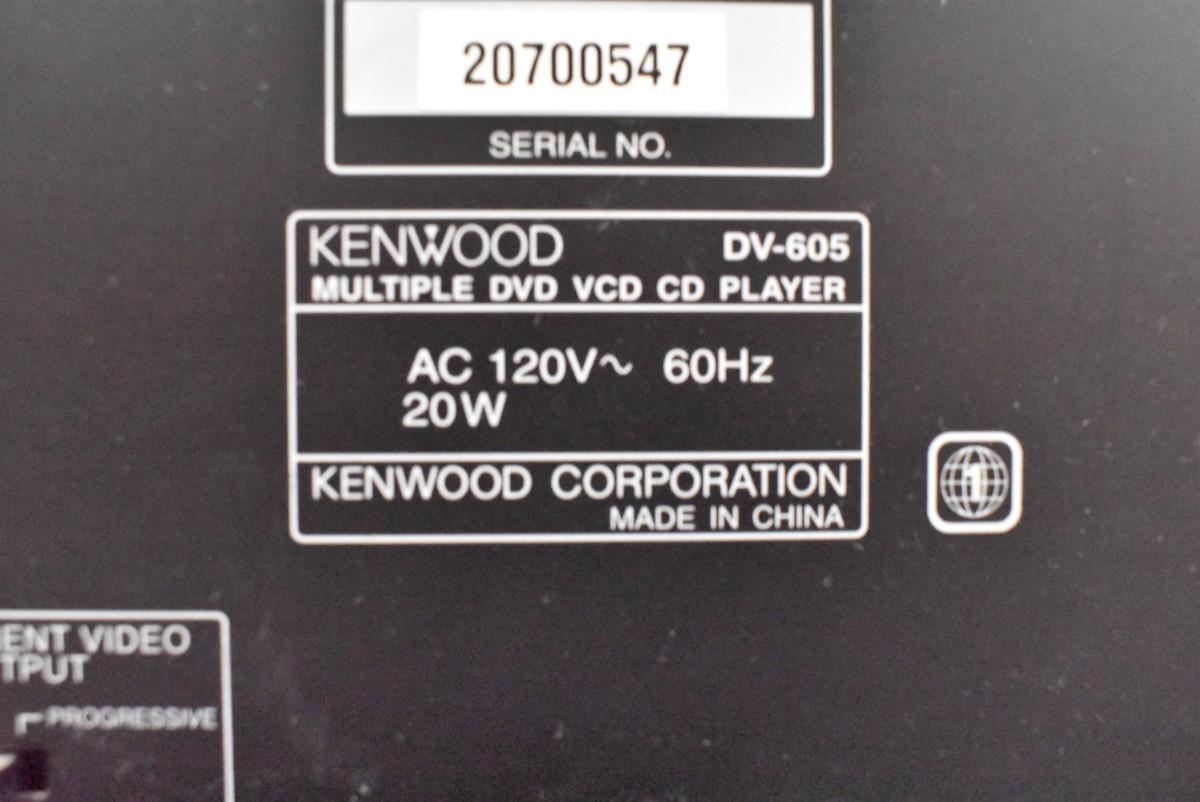 20700547
SERIAL NO.
KENWOOD DV-605
MULTIPLE DVD VCD CD PLAYER
AC 120V~ 60Hz
20W
KENWOOD CORPORATION
MADE IN CHINA
1
ENT VIDEO
TPUT
PROGRESSIVE